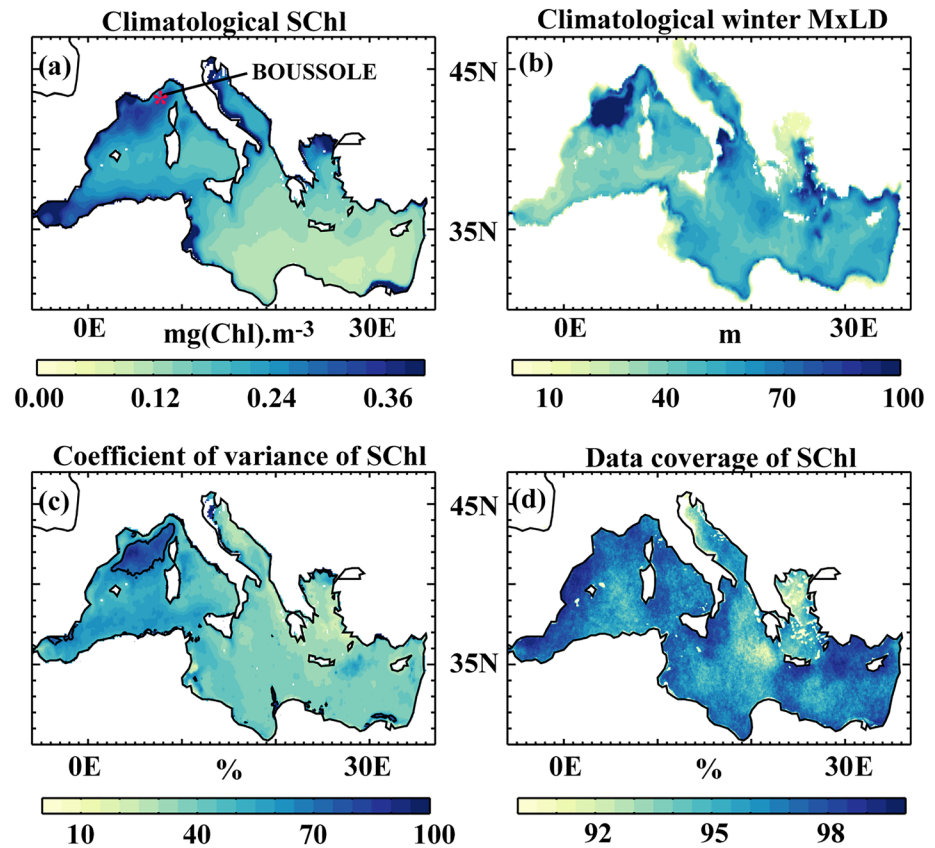 Climatological SChl
Climatological winter MxLD
(a)
BOUSSOLE
*
45N
(b)
35N
0E
mg(Chl).m-3
30E
0E
m
30E
0.00 0.12 0.24 0.36
10 40 70 100
Coefficient of variance of SChl
Data coverage of SChl
(c)
45N
(d)
35N
0E
%
30E
0E
%
30E
10 40 70 100
92 95 98